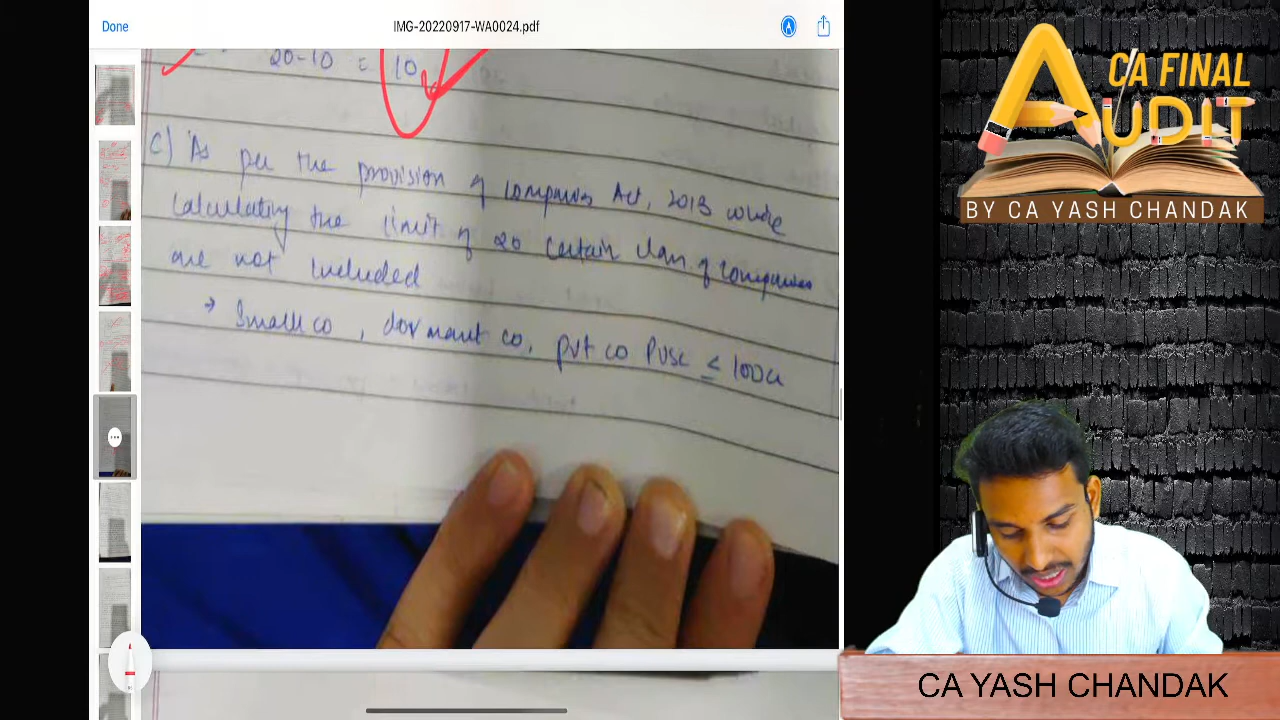 Done
IMG-20220917-WA0024.pdf
20-10 = 10
C) As per the provision of Companies Act, 2013 while
calculating the limit of 20 certain class of companies
are not included
→ Small co, dormant co, pvt co PUSC ≤ 100cr
CA FINAL
AUDIT
BY CA YASH CHANDAK
CA YASH CHANDAK